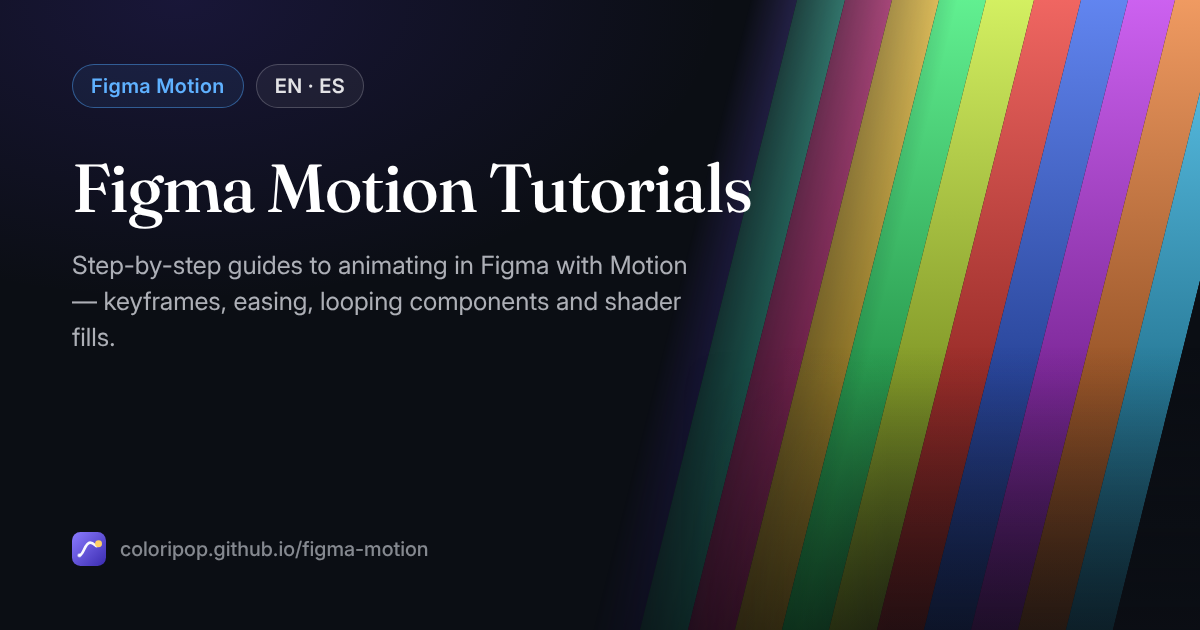 Figma Motion
EN · ES
Figma Motion Tutorials
Step-by-step guides to animating in Figma with Motion
— keyframes, easing, looping components and shader
fills.
coloripop.github.io/figma-motion